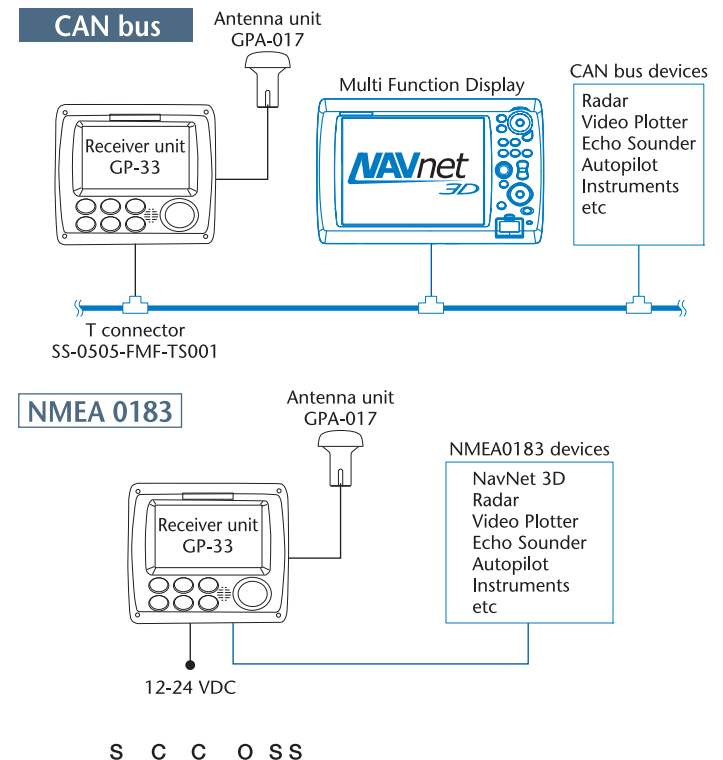 CAN bus
Antenna unit
GPA-017
Receiver unit
GP-33
Multi Function Display
NAVnet
3D
CAN bus devices
Radar
Video Plotter
Echo Sounder
Autopilot
Instruments
etc
T connector
SS-0505-FMF-TS001
NMEA 0183
Antenna unit
GPA-017
Receiver unit
GP-33
12-24 VDC
NMEA0183 devices
NavNet 3D
Radar
Video Plotter
Echo Sounder
Autopilot
Instruments
etc
S C C O SS